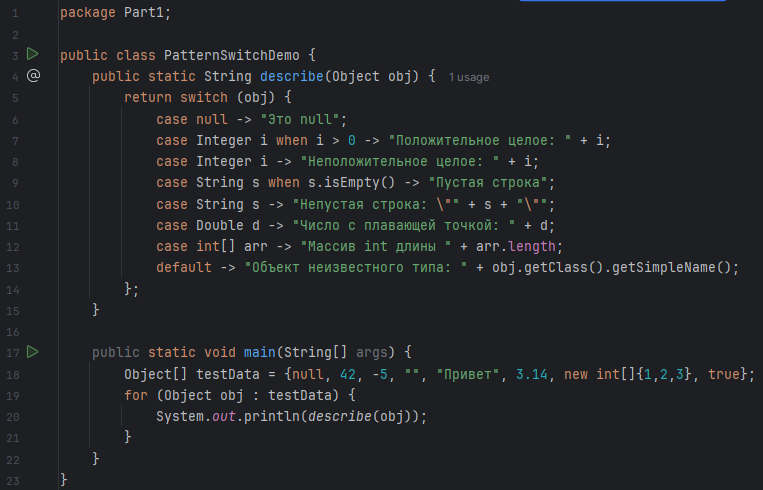 1 package Part1;
2
3 public class PatternSwitchDemo {
4 @ public static String describe(Object obj) { 1 usage
5 return switch (obj) {
6 case null -> "Это null";
7 case Integer i when i > 0 -> "Положительное целое: " + i;
8 case Integer i -> "Неположительное целое: " + i;
9 case String s when s.isEmpty() -> "Пустая строка";
10 case String s -> "Непустая строка: \"" + s + "\"";
11 case Double d -> "Число с плавающей точкой: " + d;
12 case int[] arr -> "Массив int длины " + arr.length;
13 default -> "Объект неизвестного типа: " + obj.getClass().getSimpleName();
14 };
15 }
16
17 public static void main(String[] args) {
18 Object[] testData = {null, 42, -5, "", "Привет", 3.14, new int[]{1,2,3}, true};
19 for (Object obj : testData) {
20 System.out.println(describe(obj));
21 }
22 }
23 }